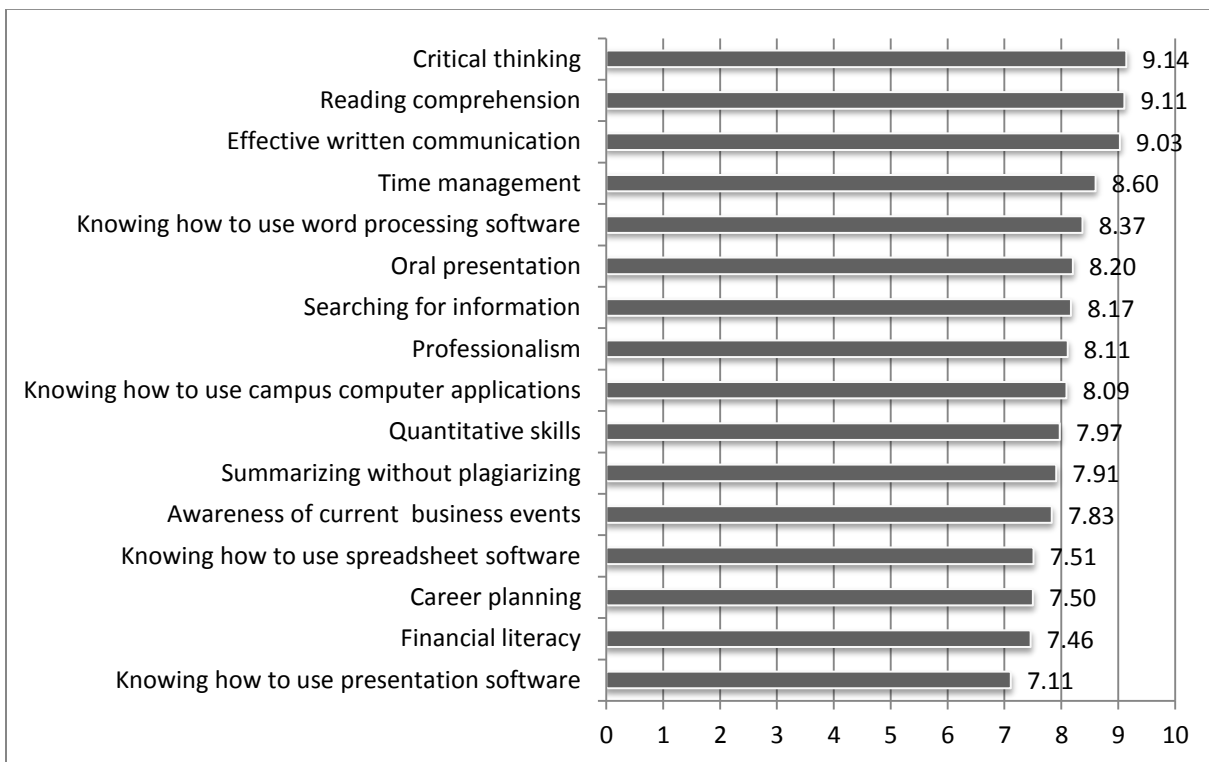 Critical thinking 9.14
Reading comprehension 9.11
Effective written communication 9.03
Time management 8.60
Knowing how to use word processing software 8.37
Oral presentation 8.20
Searching for information 8.17
Professionalism 8.11
Knowing how to use campus computer applications 8.09
Quantitative skills 7.97
Summarizing without plagiarizing 7.91
Awareness of current  business events 7.83
Knowing how to use spreadsheet software 7.51
Career planning 7.50
Financial literacy 7.46
Knowing how to use presentation software 7.11
0 1 2 3 4 5 6 7 8 9 10